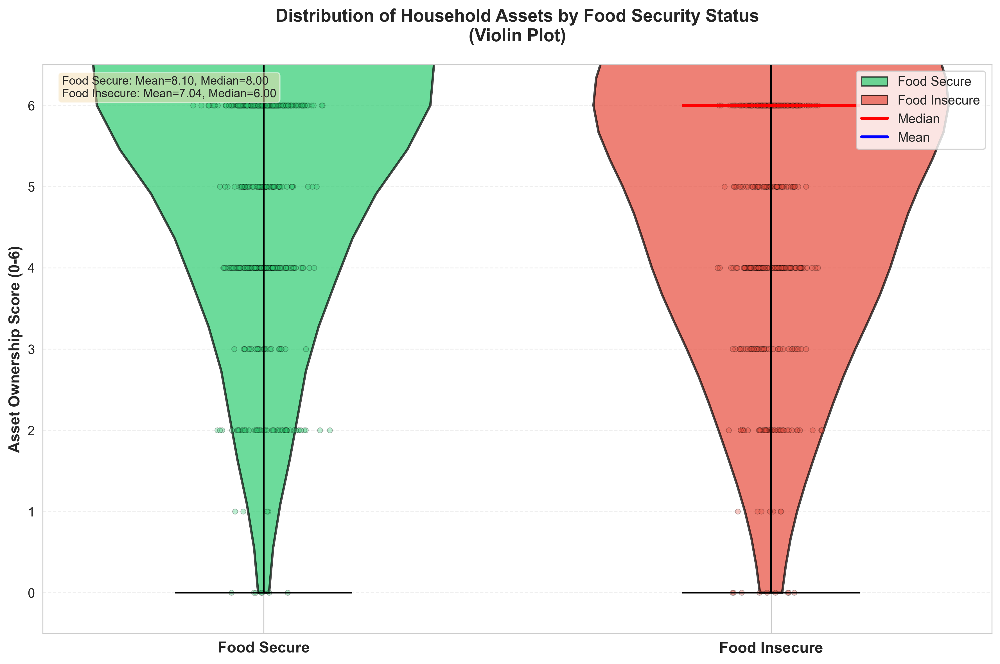 Distribution of Household Assets by Food Security Status
(Violin Plot)
Food Secure: Mean=8.10, Median=8.00
Food Insecure: Mean=7.04, Median=6.00
Food Secure
Food Insecure
Median
Mean
Asset Ownership Score (0-6)
6
5
4
3
2
1
0
Food Secure
Food Insecure